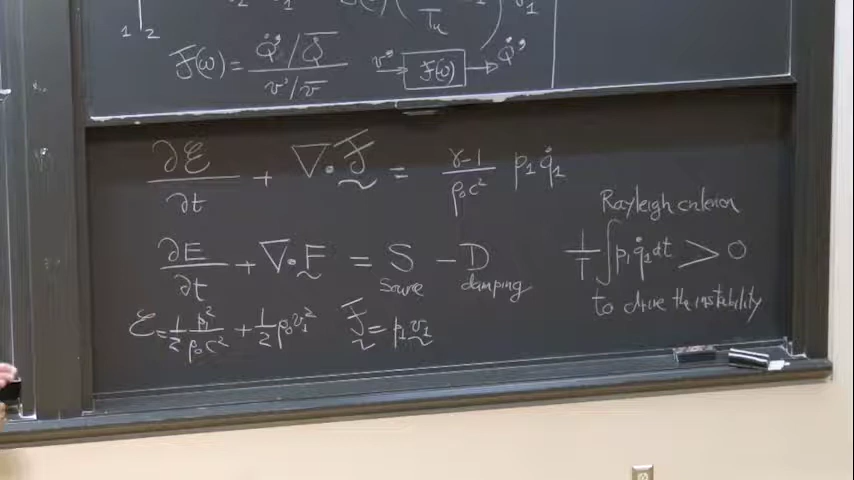 1 2
T_u
𝓕(ω) = (Q̇'/Q̇̄)/(v'/v̄) v' → 𝓕(ω) → Q̇'
∂𝓔/∂t + ∇·𝓕 = (γ-1)/(ρ₀c²) p₁q̇₁
Rayleigh criterion
∂E/∂t + ∇·F = S - D 1/T ∫p₁q̇₁dt > 0
Source damping
to drive the instability
𝓔 = 1/2 p₁²/(ρ₀c²) + 1/2 ρ₀v₁² 𝓕 = p₁v₁